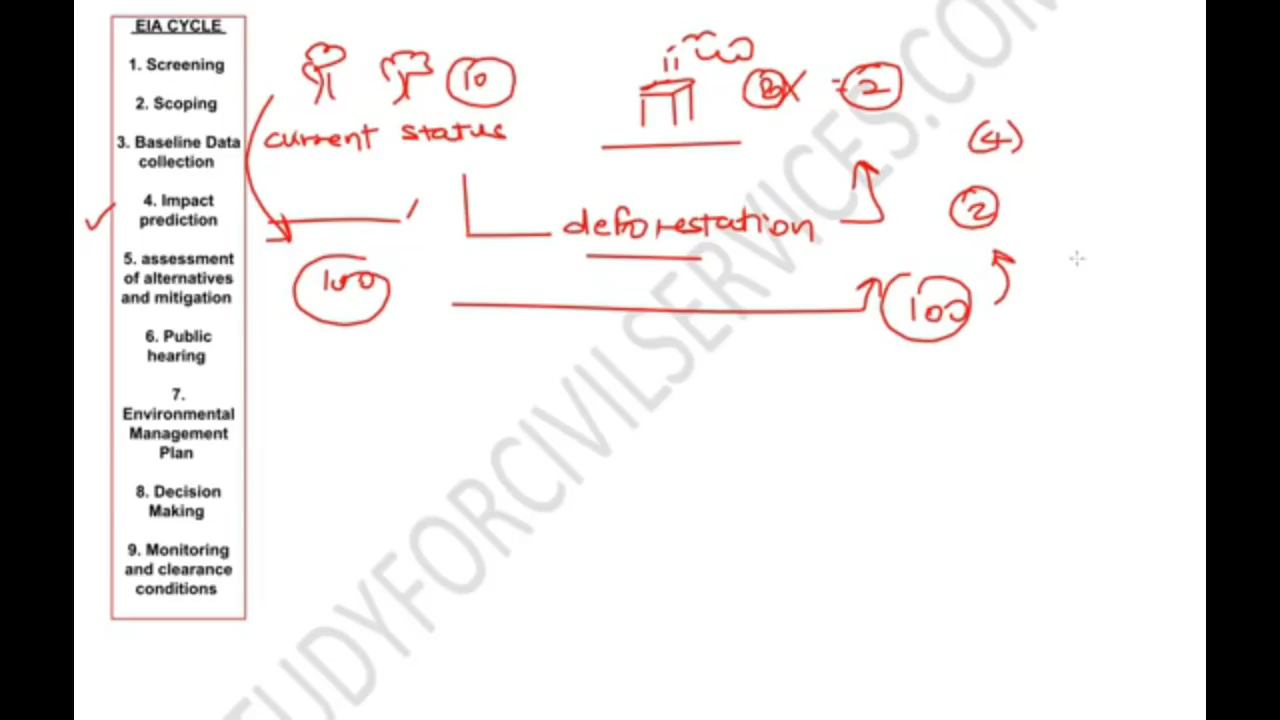 EIA CYCLE
1. Screening
2. Scoping
3. Baseline Data
collection
4. Impact
prediction
5. assessment
of alternatives
and mitigation
6. Public
hearing
7.
Environmental
Management
Plan
8. Decision
Making
9. Monitoring
and clearance
conditions
10
current status
100
deforestation
8 = 2
(4)
2
100
STUDYFORCIVILSERVICES.COM